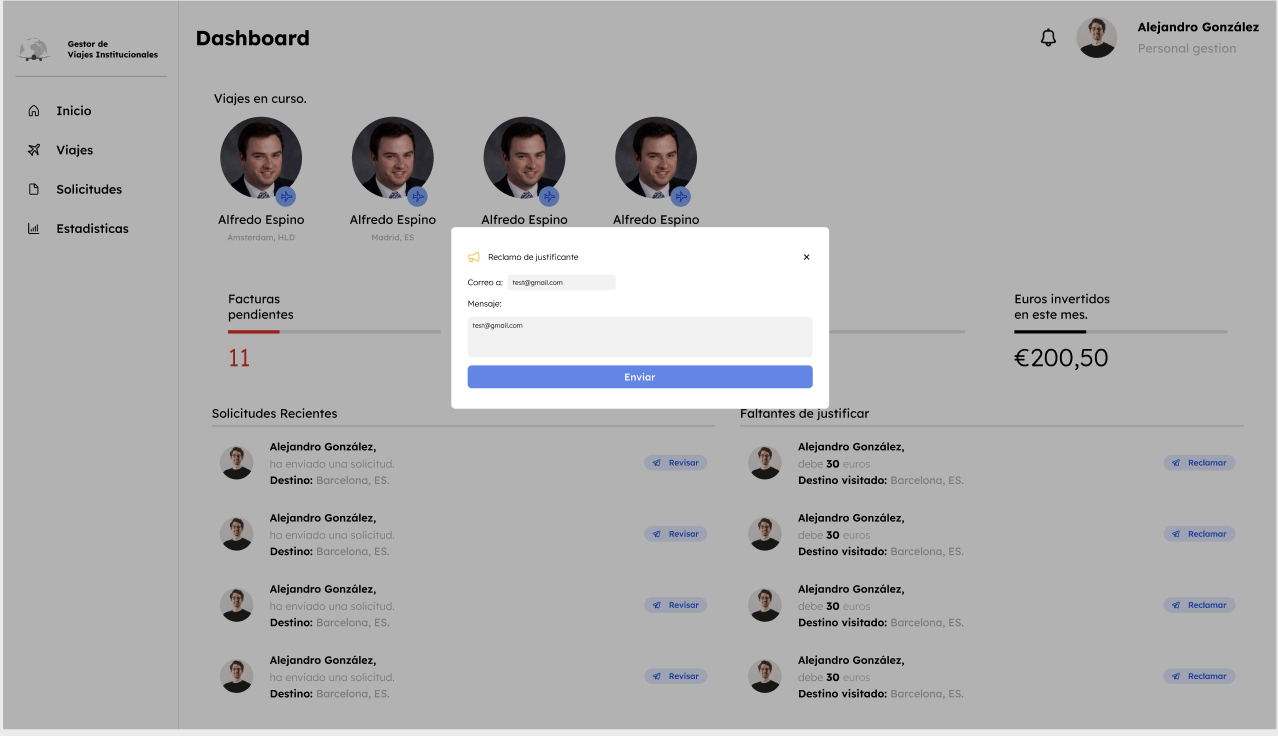 Gestor de
Viajes Institucionales
Inicio
Viajes
Solicitudes
Estadisticas
Dashboard
Alejandro González
Personal gestion
Viajes en curso.
Alfredo Espino
Amsterdam, HLD
Alfredo Espino
Madrid, ES
Alfredo Espino
Alfredo Espino
Facturas
pendientes
11
Euros invertidos
en este mes.
€200,50
Reclamo de justificante
Correo a: test@gmail.com
Mensaje:
test@gmail.com
Enviar
Solicitudes Recientes
Alejandro González,
ha enviado una solicitud.
Destino: Barcelona, ES.
Revisar
Alejandro González,
ha enviado una solicitud.
Destino: Barcelona, ES.
Revisar
Alejandro González,
ha enviado una solicitud.
Destino: Barcelona, ES.
Revisar
Alejandro González,
ha enviado una solicitud.
Destino: Barcelona, ES.
Revisar
Faltantes de justificar
Alejandro González,
debe 30 euros
Destino visitado: Barcelona, ES.
Reclamar
Alejandro González,
debe 30 euros
Destino visitado: Barcelona, ES.
Reclamar
Alejandro González,
debe 30 euros
Destino visitado: Barcelona, ES.
Reclamar
Alejandro González,
debe 30 euros
Destino visitado: Barcelona, ES.
Reclamar